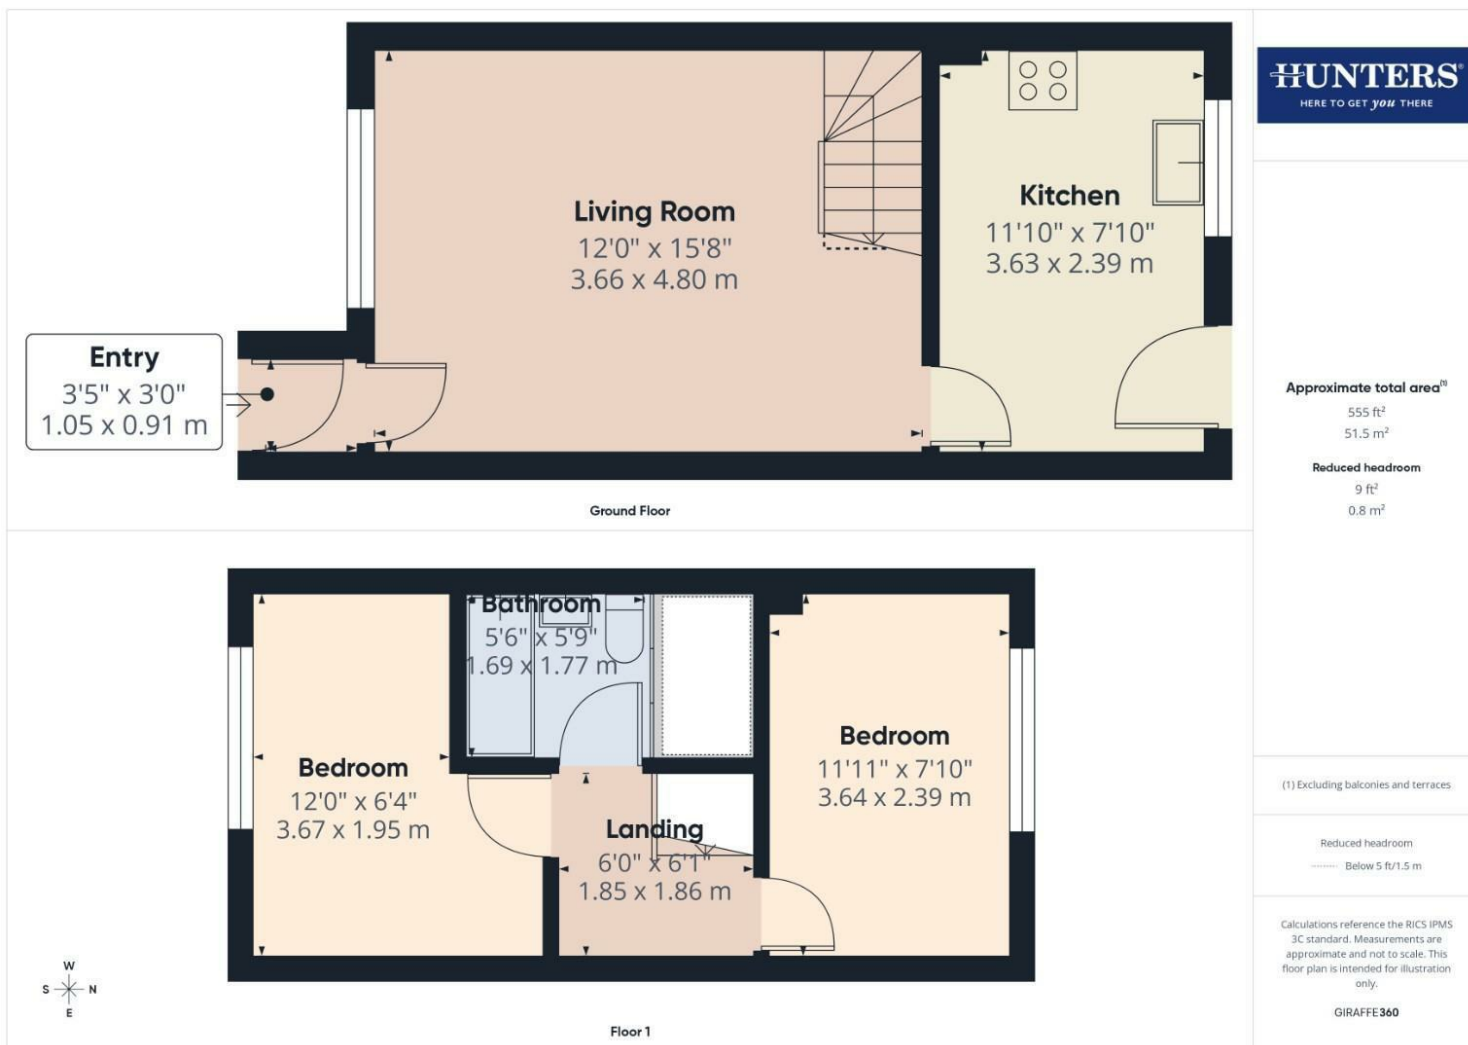 Living Room
12'0" x 15'8"
3.66 x 4.80 m
Kitchen
11'10" x 7'10"
3.63 x 2.39 m
Entry
3'5" x 3'0"
1.05 x 0.91 m
Ground Floor
Bathroom
5'6" x 5'9"
1.69 x 1.77 m
Bedroom
12'0" x 6'4"
3.67 x 1.95 m
Landing
6'0" x 6'1"
1.85 x 1.86 m
Bedroom
11'11" x 7'10"
3.64 x 2.39 m
W
S N
E
Floor 1
HUNTERS®
HERE TO GET you THERE
Approximate total area(1)
555 ft²
51.5 m²
Reduced headroom
9 ft²
0.8 m²
(1) Excluding balconies and terraces
Reduced headroom
Below 5 ft/1.5 m
Calculations reference the RICS IPMS
3C standard. Measurements are
approximate and not to scale. This
floor plan is intended for illustration
only.
GIRAFFE360